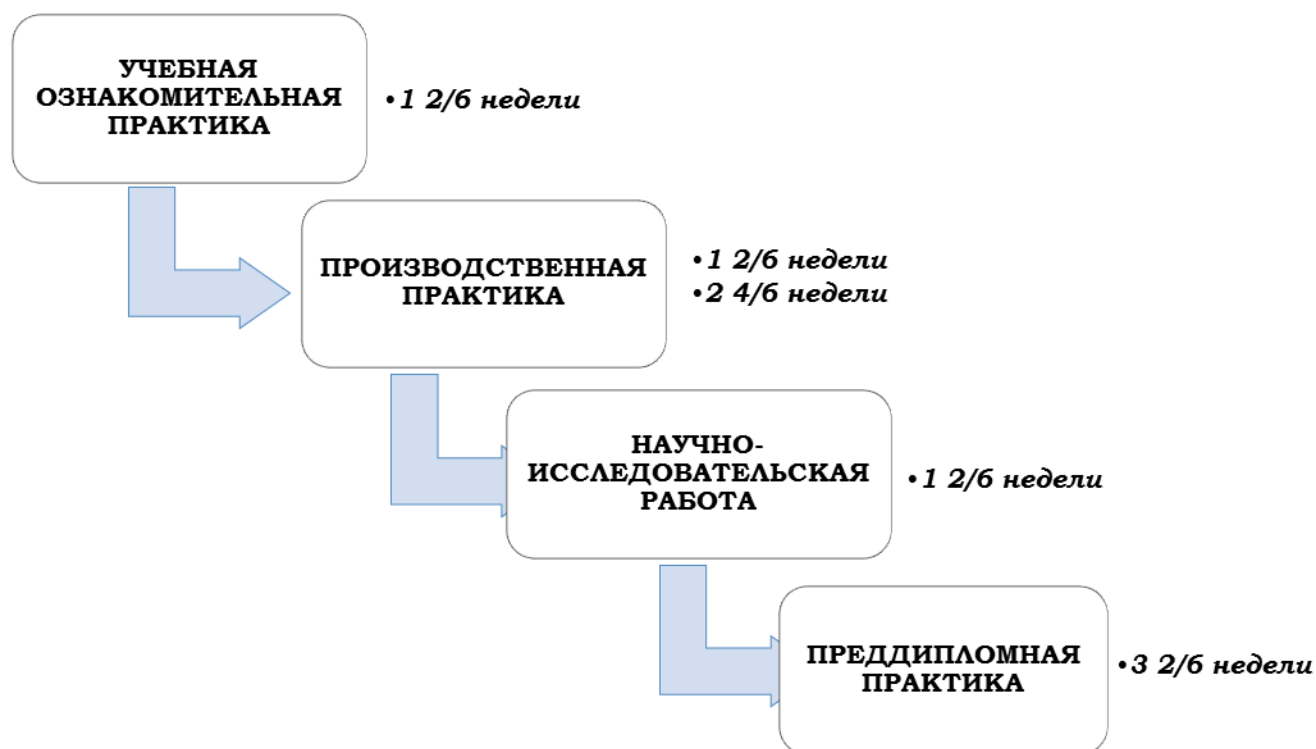 УЧЕБНАЯ
ОЗНАКОМИТЕЛЬНАЯ
ПРАКТИКА
•1 2/6 недели
ПРОИЗВОДСТВЕННАЯ
ПРАКТИКА
•1 2/6 недели
•2 4/6 недели
НАУЧНО-
ИССЛЕДОВАТЕЛЬСКАЯ
РАБОТА
•1 2/6 недели
ПРЕДДИПЛОМНАЯ
ПРАКТИКА
•3 2/6 недели